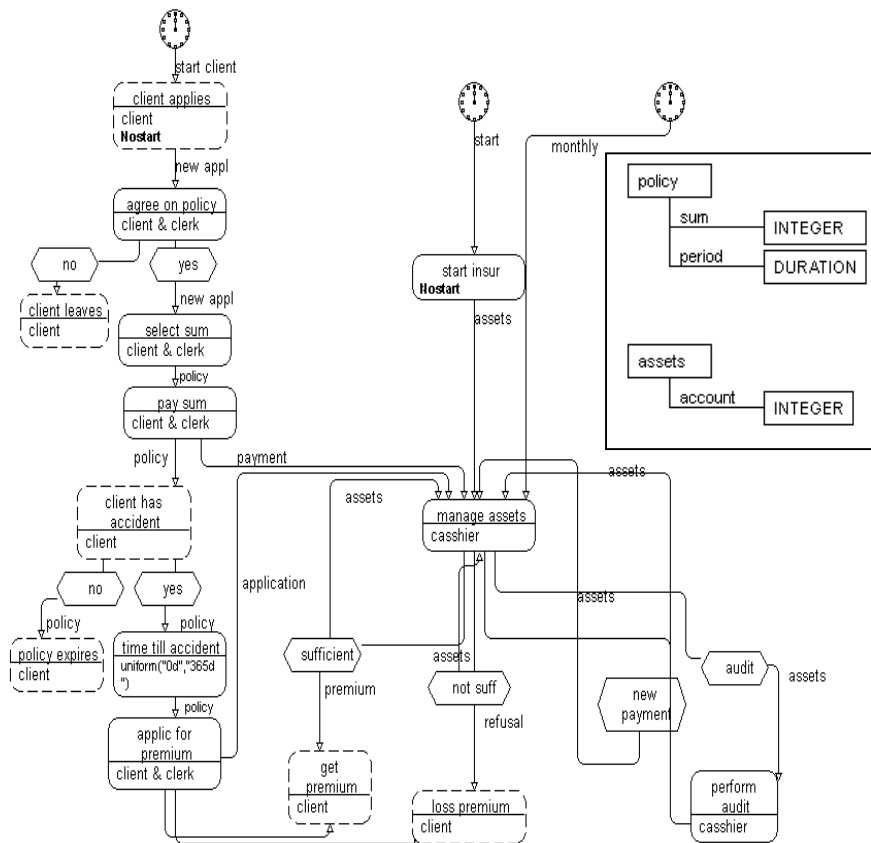 start client
client applies
client
Nostart
new appl
agree on policy
client & clerk
no
yes
client leaves
client
new appl
select sum
client & clerk
policy
pay sum
client & clerk
policy
payment
client has
accident
client
no
yes
policy
policy
policy expires
client
time till accident
uniform("0d","365d
")
policy
applic for
premium
client & clerk
application
start
monthly
start insur
Nostart
assets
assets
assets
manage assets
casshier
sufficient
assets
assets
not suff
new
payment
audit
assets
premium
refusal
get
premium
client
loss premium
client
perform
audit
casshier
policy
sum
INTEGER
period
DURATION
assets
account
INTEGER